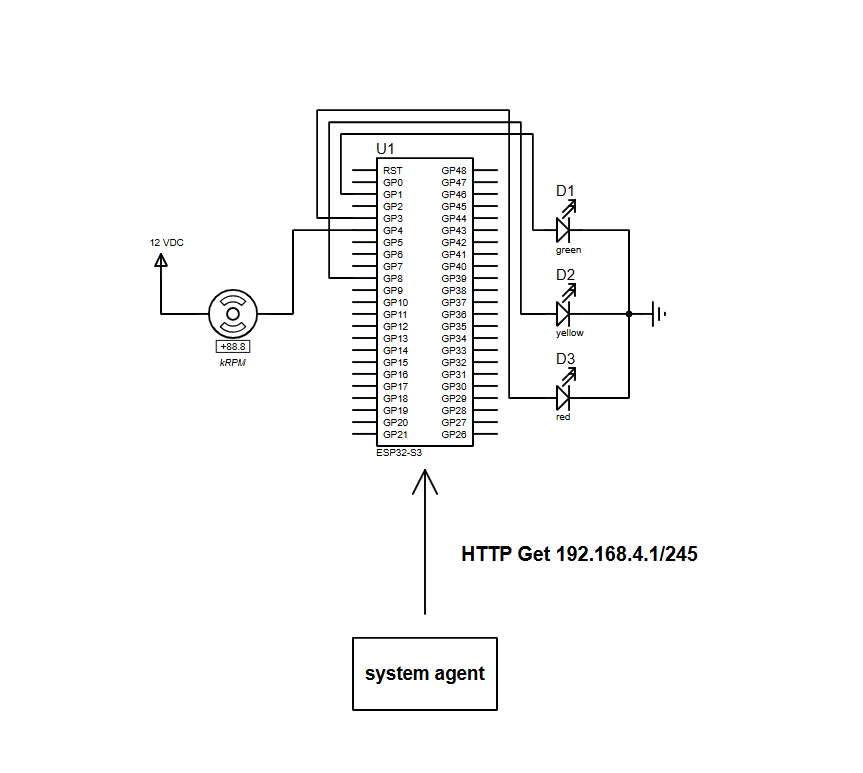 U1
RST
GP0
GP1
GP2
GP3
GP4
GP5
GP6
GP7
GP8
GP9
GP10
GP11
GP12
GP13
GP14
GP15
GP16
GP17
GP18
GP19
GP20
GP21
GP48
GP47
GP46
GP45
GP44
GP43
GP42
GP41
GP40
GP39
GP38
GP37
GP36
GP35
GP34
GP33
GP32
GP31
GP30
GP29
GP28
GP27
GP26
ESP32-S3
12 VDC
+88.8
kRPM
D1
green
D2
yellow
D3
red
HTTP Get 192.168.4.1/245
system agent